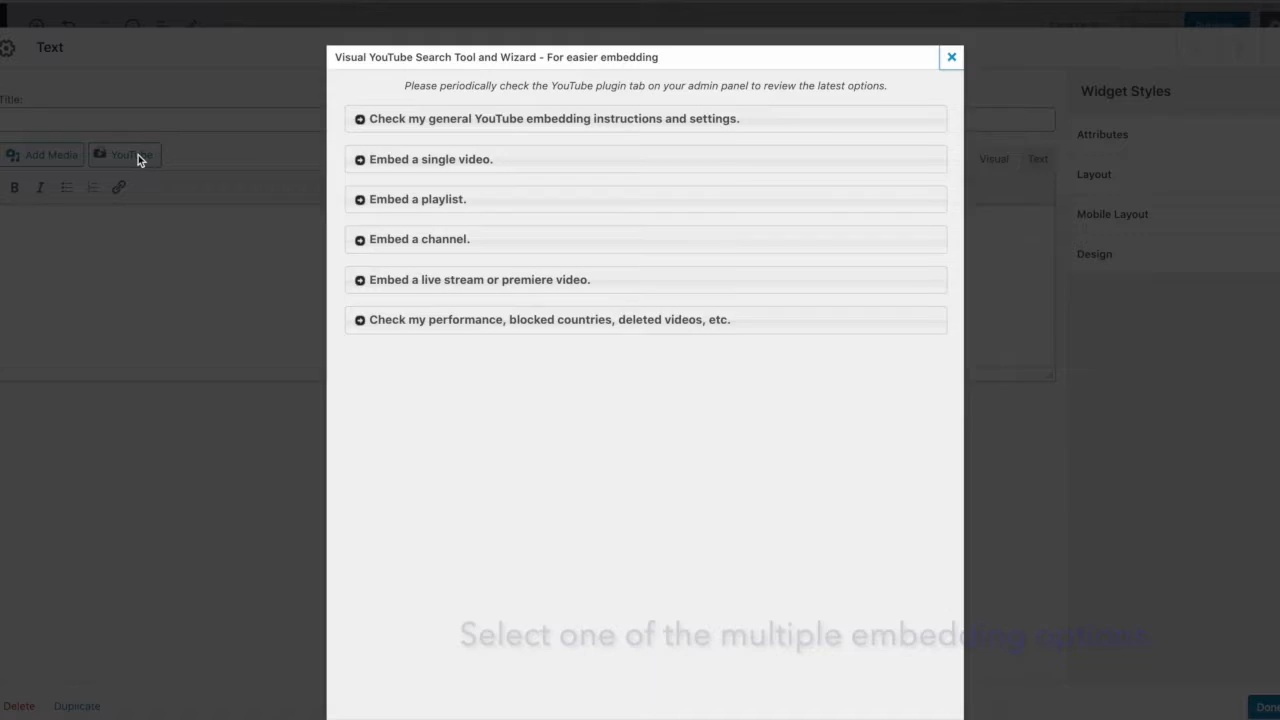 Text
Visual YouTube Search Tool and Wizard - For easier embedding
Please periodically check the YouTube plugin tab on your admin panel to review the latest options.
Widget Styles
Title:
Check my general YouTube embedding instructions and settings.
Attributes
Add Media
YouTube
Embed a single video.
Visual
Text
Layout
B I
Embed a playlist.
Mobile Layout
Embed a channel.
Design
Embed a live stream or premiere video.
Check my performance, blocked countries, deleted videos, etc.
Select one of the multiple embedding options
Delete
Duplicate
Done